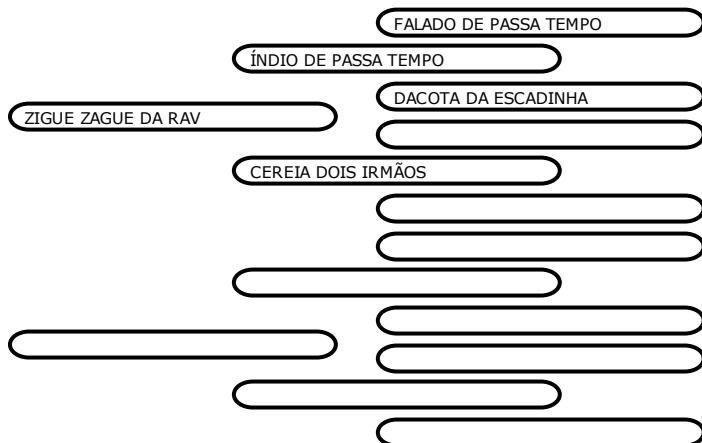 FALADO DE PASSA TEMPO
ÍNDIO DE PASSA TEMPO
DACOTA DA ESCADINHA
ZIGUE ZAGUE DA RAV
CEREIA DOIS IRMÃOS